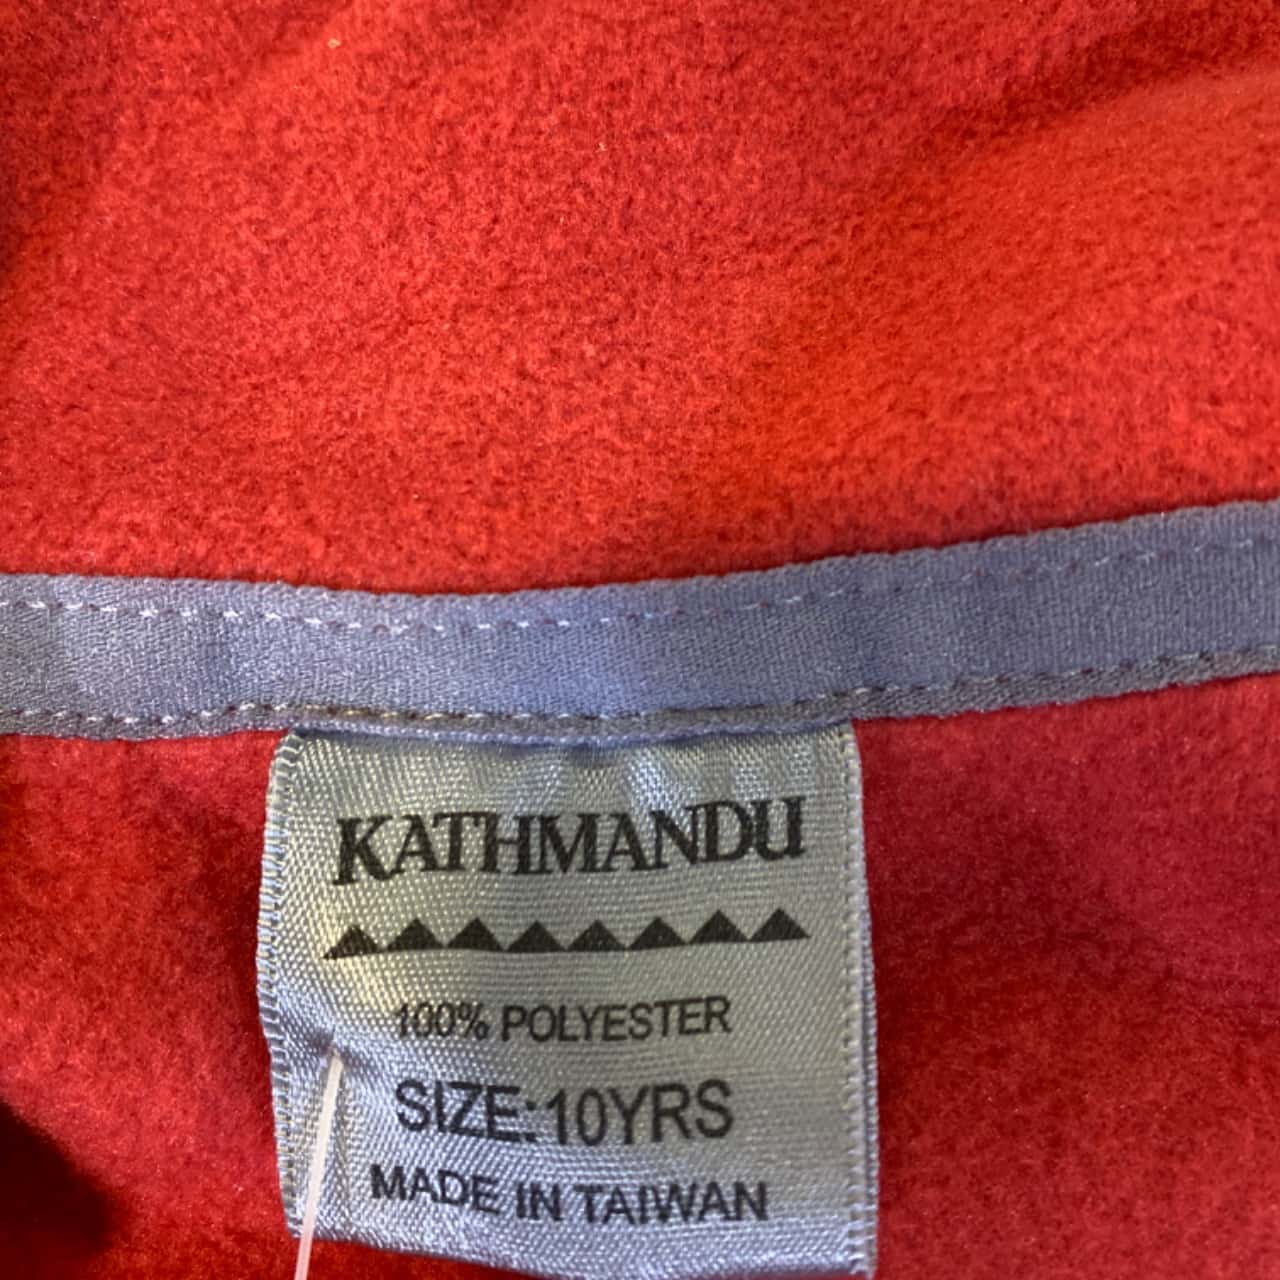 KATHMANDU
100% POLYESTER
SIZE:10YRS
MADE IN TAIWAN